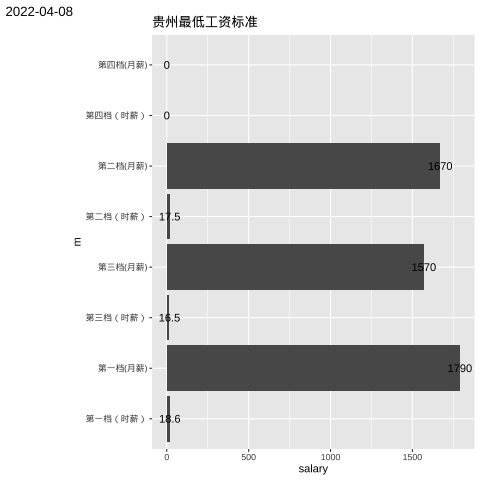 2022-04-08
贵州最低工资标准
第四档(月薪)
0
第四档（时薪）
0
第二档(月薪)
1670
第二档（时薪）
17.5
第三档(月薪)
1570
第三档（时薪）
16.5
第一档(月薪)
1790
第一档（时薪）
18.6
m
0 500 1000 1500
salary